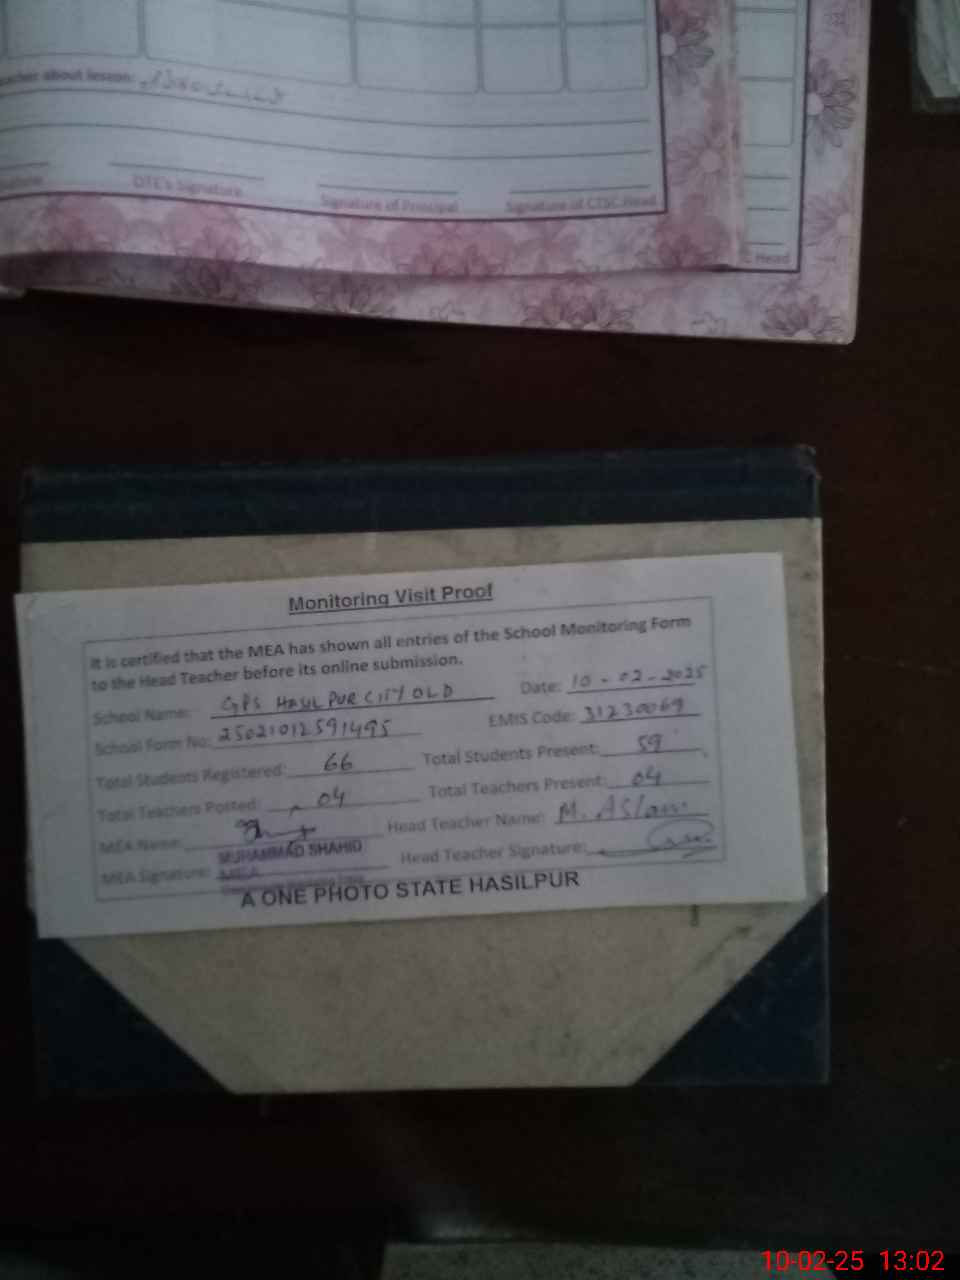 about lesson:
DTE's Signature
Signature of Principal
Signature of CTSC Head
Head
Monitoring Visit Proof
It is certified that the MEA has shown all entries of the School Monitoring Form
to the Head Teacher before its online submission.
School Name: GPS HASIL PUR CITY OLD Date: 10-02-2025
School Form No: 25021012591495 EMIS Code: 31230069
Total Students Registered: 66 Total Students Present: 59
Total Teachers Posted: 04 Total Teachers Present: 04
MEA Name: Head Teacher Name: M. Aslam
MUHAMMAD SHAHID
MEA Signature: MEA Head Teacher Signature:
A ONE PHOTO STATE HASILPUR
10-02-25 13:02